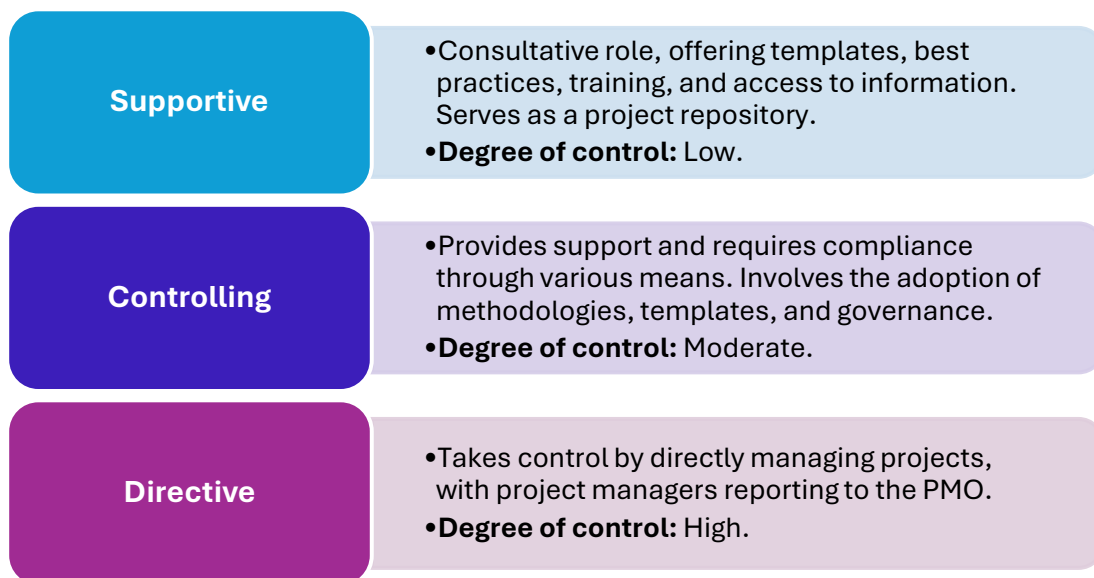 Supportive
•Consultative role, offering templates, best
practices, training, and access to information.
Serves as a project repository.
•Degree of control: Low.
Controlling
•Provides support and requires compliance
through various means. Involves the adoption of
methodologies, templates, and governance.
•Degree of control: Moderate.
Directive
•Takes control by directly managing projects,
with project managers reporting to the PMO.
•Degree of control: High.